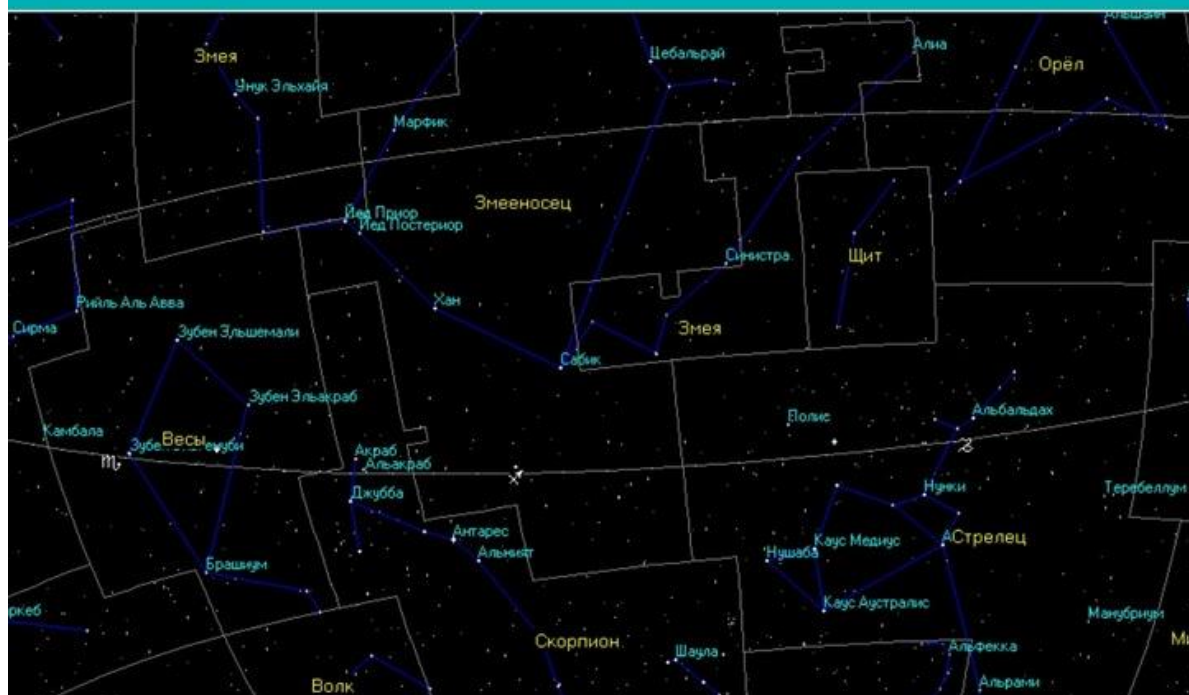 Альшаин
Змея
Цебальрай
Алиа
Орёл
Унук Эльхайя
Марфик
Змееносец
Йед Приор
Йед Постериор
Синистра
Щит
Рийль Аль Авва
Хан
Сирма
Зубен Эльшемали
Змея
Сабик
Зубен Эльакраб
Полис
Альбальдах
Камбала
Весы
Акраб
Альакраб
Джубба
Нунки
Теребеллум
Антарес
Альният
Нушаба
Каус Медиус
Стрелец
Брашиум
Каус Аустралис
Манубриум
Скорпион
Шаула
Альфекка
Волк
Альрами